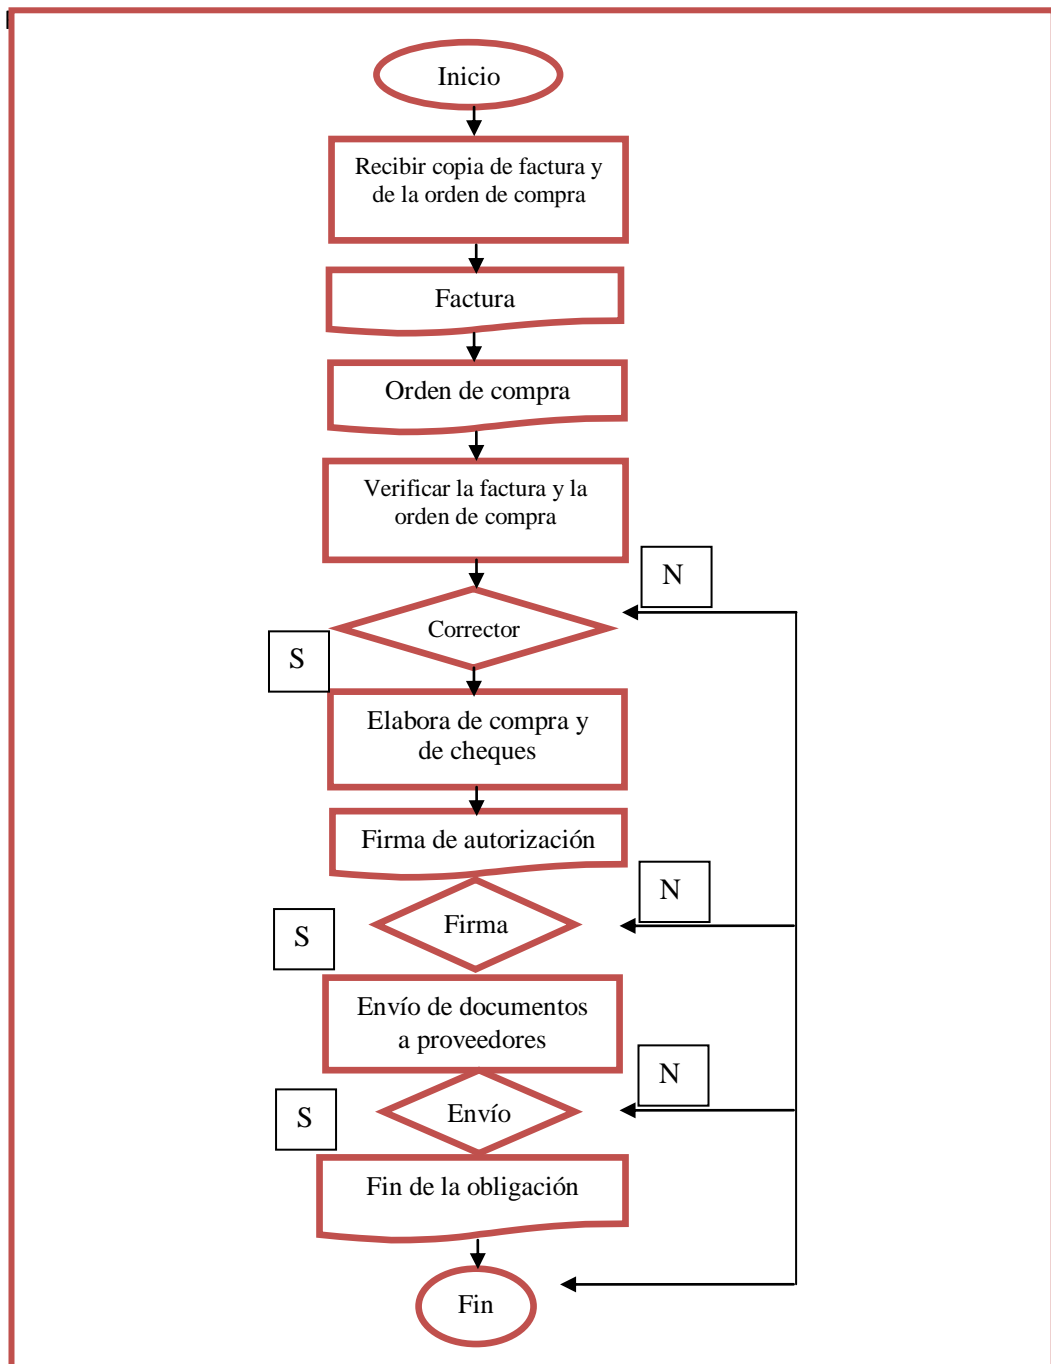 Inicio
Recibir copia de factura y
de la orden de compra
Factura
Orden de compra
Verificar la factura y la
orden de compra
N
Corrector
S
Elabora de compra y
de cheques
Firma de autorización
N
Firma
S
Envío de documentos
a proveedores
N
Envío
S
Fin de la obligación
Fin